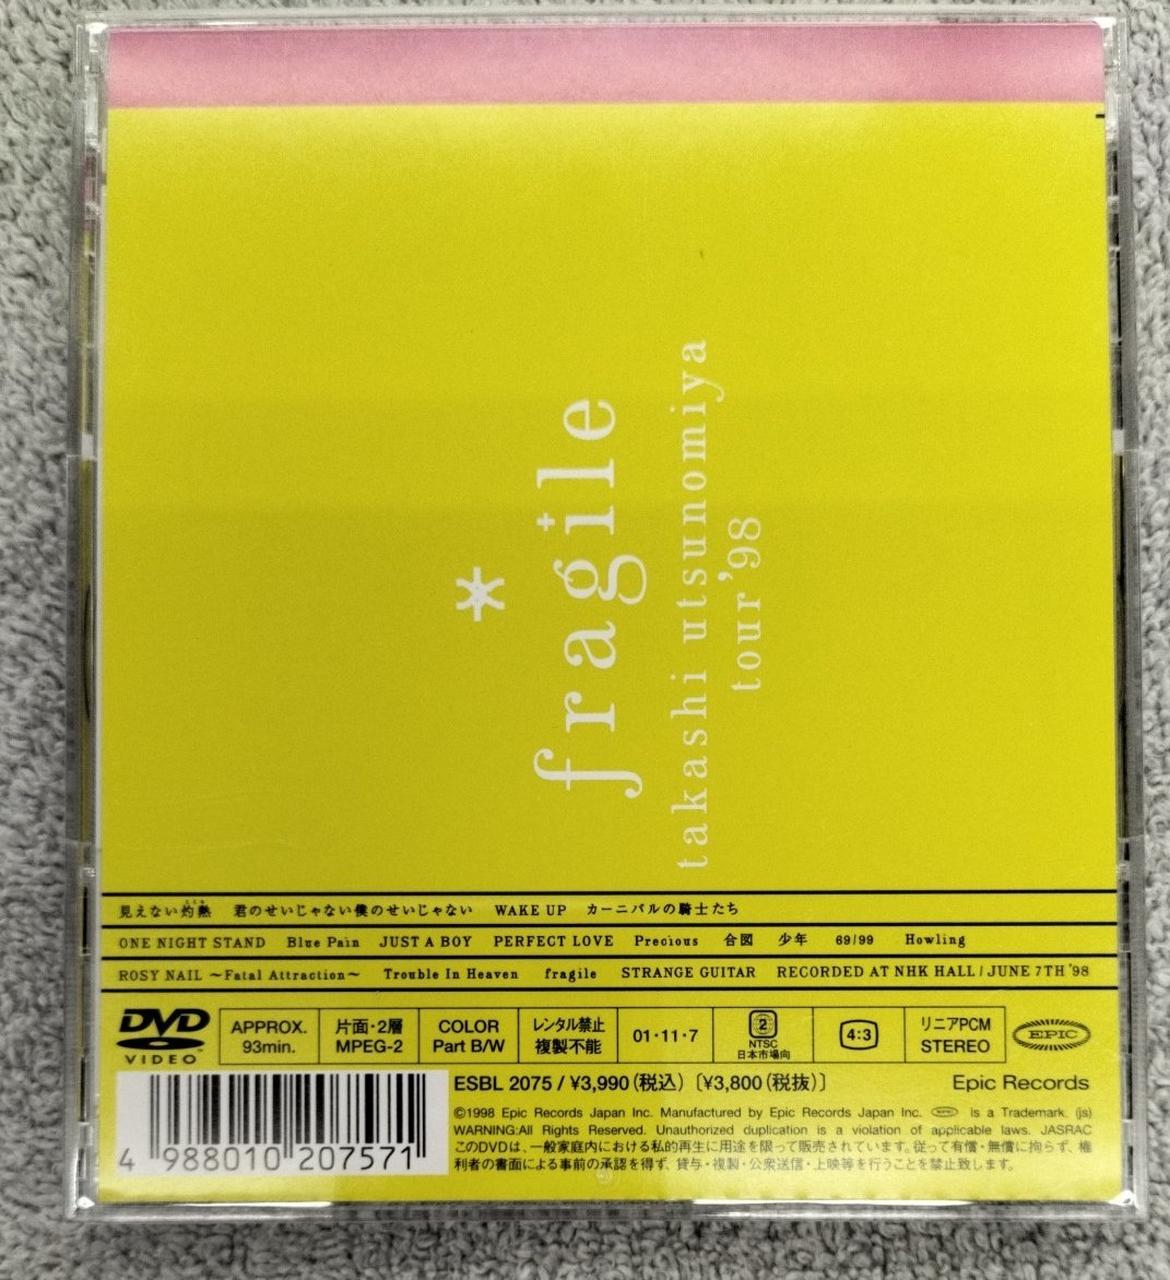 *
fragile
takashi utsunomiya
tour '98
見えない灼熱 君のせいじゃない僕のせいじゃない WAKE UP カーニバルの騎士たち
ONE NIGHT STAND Blue Pain JUST A BOY PERFECT LOVE Precious 合図 少年 69/99 Howling
ROSY NAIL ～Fatal Attraction～ Trouble In Heaven fragile STRANGE GUITAR RECORDED AT NHK HALL / JUNE 7TH '98
DVD VIDEO™
APPROX. 93min.
片面・2層 MPEG-2
COLOR Part B/W
レンタル禁止 複製不能
01・11・7
2 NTSC 日本市場向
4:3
リニアPCM STEREO
EPIC
ESBL 2075 / ¥3,990(税込)〔¥3,800(税抜)〕 Epic Records
©1998 Epic Records Japan Inc. Manufactured by Epic Records Japan Inc. EPIC is a Trademark. (js)
WARNING:All Rights Reserved. Unauthorized duplication is a violation of applicable laws. JASRAC
このDVDは、一般家庭内における私的再生に用途を限って販売されています。従って有償・無償に拘らず、権
利者の書面による事前の承認を得ず、貸与・複製・公衆送信・上映等を行うことを禁止致します。
4 988010 207571